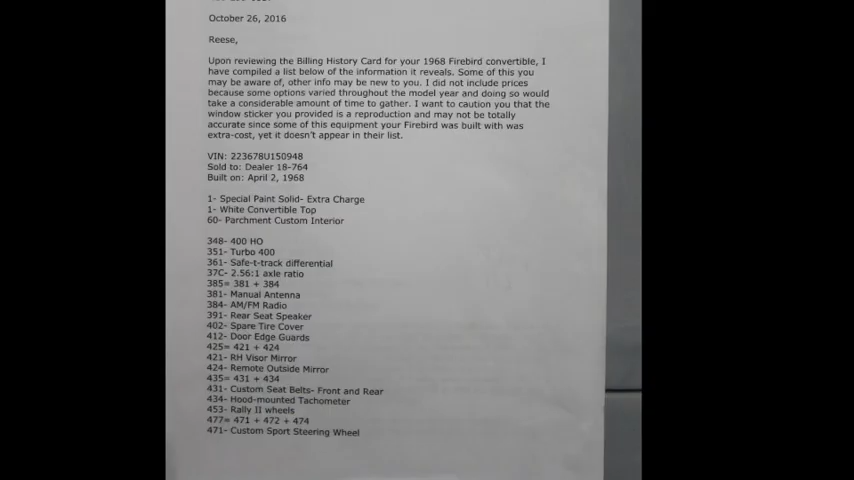 October 26, 2016
Reese,
Upon reviewing the Billing History Card for your 1968 Firebird convertible, I
have compiled a list below of the information it reveals. Some of this you
may be aware of, other info may be new to you. I did not include prices
because some options varied throughout the model year and doing so would
take a considerable amount of time to gather. I want to caution you that the
window sticker you provided is a reproduction and may not be totally
accurate since some of this equipment your Firebird was built with was
extra-cost, yet it doesn't appear in their list.
VIN: 223678U150948
Sold to: Dealer 18-764
Built on: April 2, 1968
1- Special Paint Solid- Extra Charge
1- White Convertible Top
60- Parchment Custom Interior
348- 400 HO
351- Turbo 400
361- Safe-t-track differential
37C- 2.56:1 axle ratio
385= 381 + 384
381- Manual Antenna
384- AM/FM Radio
391- Rear Seat Speaker
402- Spare Tire Cover
412- Door Edge Guards
425= 421 + 424
421- RH Visor Mirror
424- Remote Outside Mirror
435= 431 + 434
431- Custom Seat Belts- Front and Rear
434- Hood-mounted Tachometer
453- Rally II wheels
477= 471 + 472 + 474
471- Custom Sport Steering Wheel